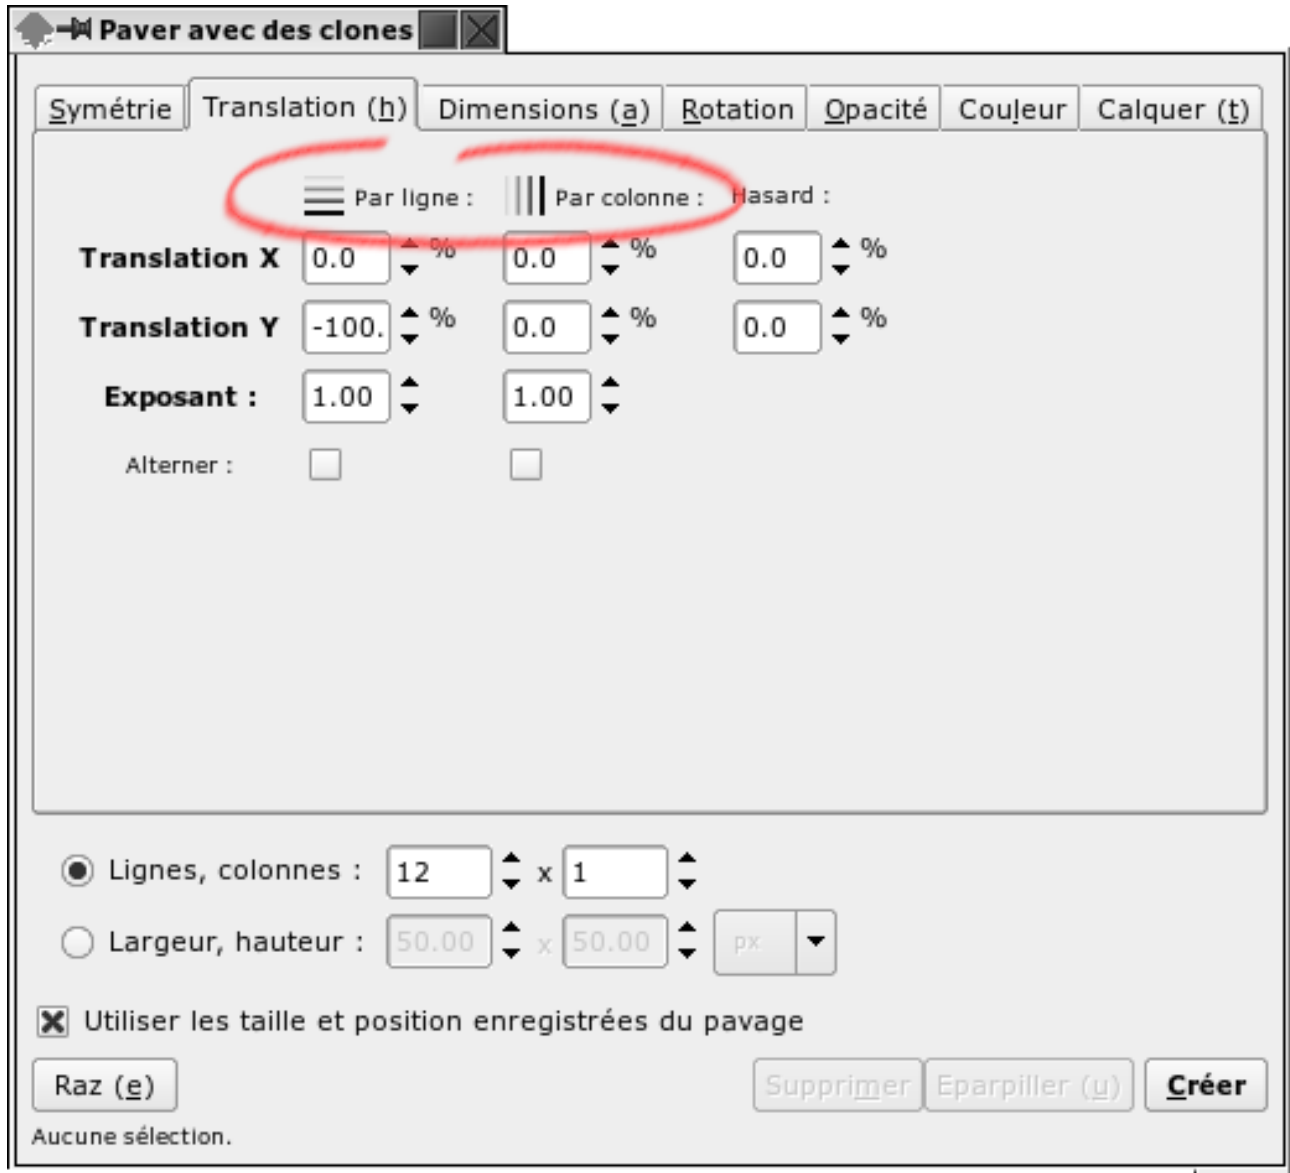 Paver avec des clones
Symétrie Translation (h) Dimensions (a) Rotation Opacité Couleur Calquer (t)
Par ligne : Par colonne : Hasard :
Translation X 0.0 % 0.0 % 0.0 %
Translation Y -100. % 0.0 % 0.0 %
Exposant : 1.00 1.00
Alterner :
Lignes, colonnes : 12 x 1
Largeur, hauteur : 50.00 x 50.00 px
Utiliser les taille et position enregistrées du pavage
Raz (e) Supprimer Eparpiller (u) Créer
Aucune sélection.